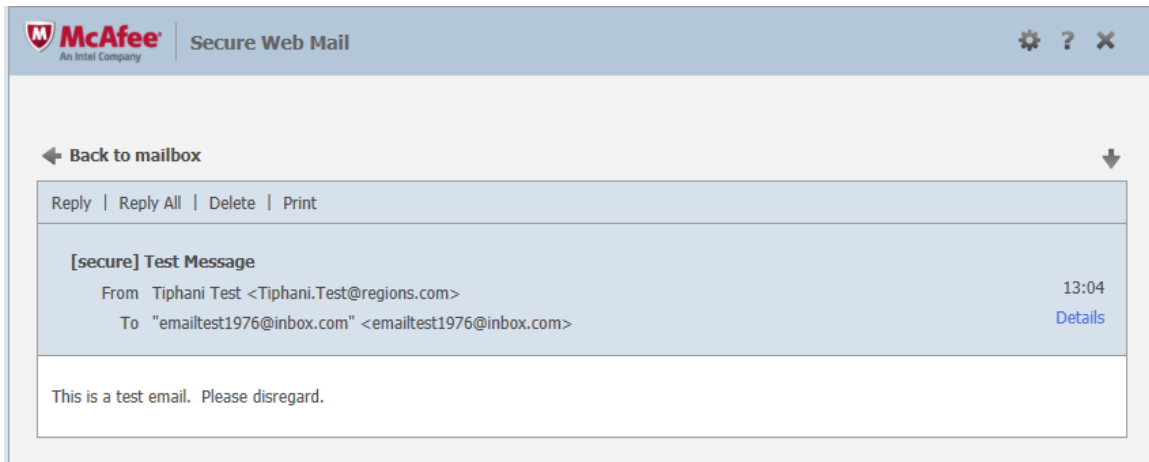 McAfee
An Intel Company
Secure Web Mail
?
Back to mailbox
Reply | Reply All | Delete | Print
[secure] Test Message
From Tiphani Test <Tiphani.Test@regions.com>
13:04
To "emailtest1976@inbox.com" <emailtest1976@inbox.com>
Details
This is a test email. Please disregard.